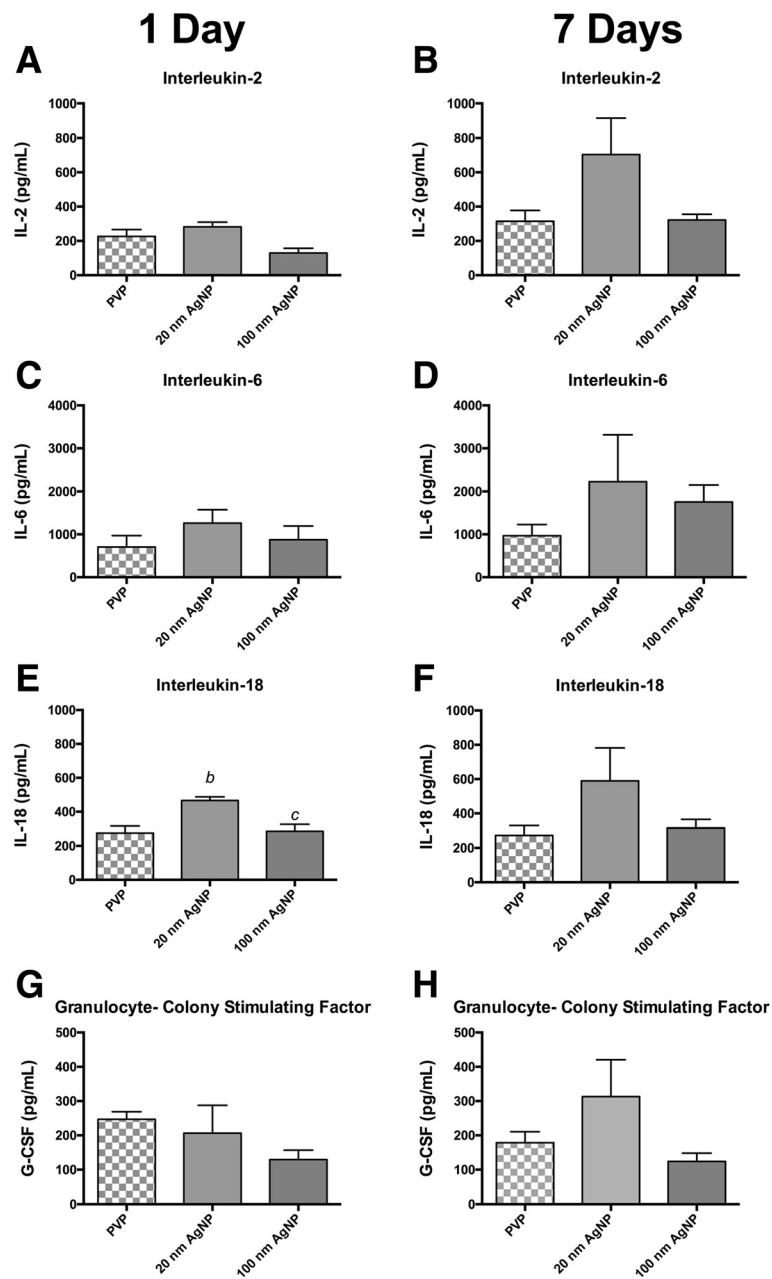 1 Day
7 Days
A
Interleukin-2
IL-2 (pg/mL)
1000
800
600
400
200
0
PVP
20 nm AgNP
100 nm AgNP
B
Interleukin-2
IL-2 (pg/mL)
1000
800
600
400
200
0
PVP
20 nm AgNP
100 nm AgNP
C
Interleukin-6
IL-6 (pg/mL)
4000
3000
2000
1000
0
PVP
20 nm AgNP
100 nm AgNP
D
Interleukin-6
IL-6 (pg/mL)
4000
3000
2000
1000
0
PVP
20 nm AgNP
100 nm AgNP
E
Interleukin-18
IL-18 (pg/mL)
1000
800
600
400
200
0
b
c
PVP
20 nm AgNP
100 nm AgNP
F
Interleukin-18
IL-18 (pg/mL)
1000
800
600
400
200
0
PVP
20 nm AgNP
100 nm AgNP
G
Granulocyte- Colony Stimulating Factor
G-CSF (pg/mL)
500
400
300
200
100
0
PVP
20 nm AgNP
100 nm AgNP
H
Granulocyte- Colony Stimulating Factor
G-CSF (pg/mL)
500
400
300
200
100
0
PVP
20 nm AgNP
100 nm AgNP